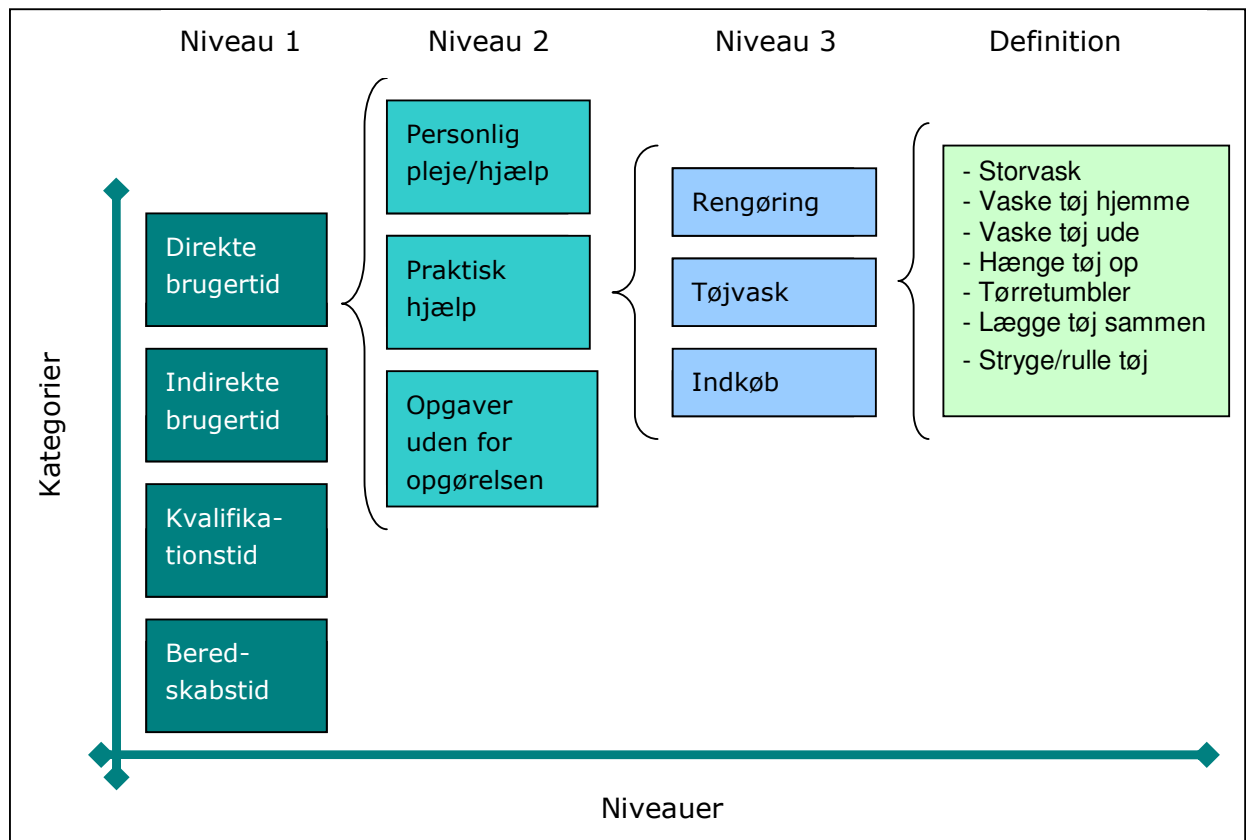 Niveau 1
Niveau 2
Niveau 3
Definition
Kategorier
Direkte
brugertid
Indirekte
brugertid
Kvalifika-
tionstid
Bered-
skabstid
Personlig
pleje/hjælp
Praktisk
hjælp
Opgaver
uden for
opgørelsen
Rengøring
Tøjvask
Indkøb
- Storvask
- Vaske tøj hjemme
- Vaske tøj ude
- Hænge tøj op
- Tørretumbler
- Lægge tøj sammen
- Stryge/rulle tøj
Niveauer